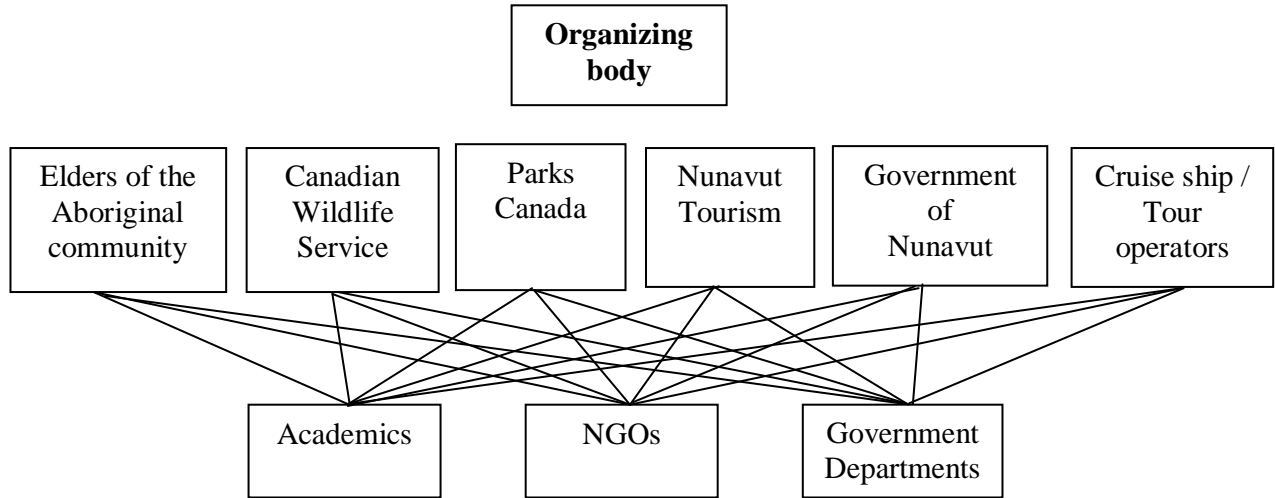 Organizing
body
Elders of the
Aboriginal
community
Canadian
Wildlife
Service
Parks
Canada
Nunavut
Tourism
Government
of
Nunavut
Cruise ship /
Tour
operators
Academics
NGOs
Government
Departments